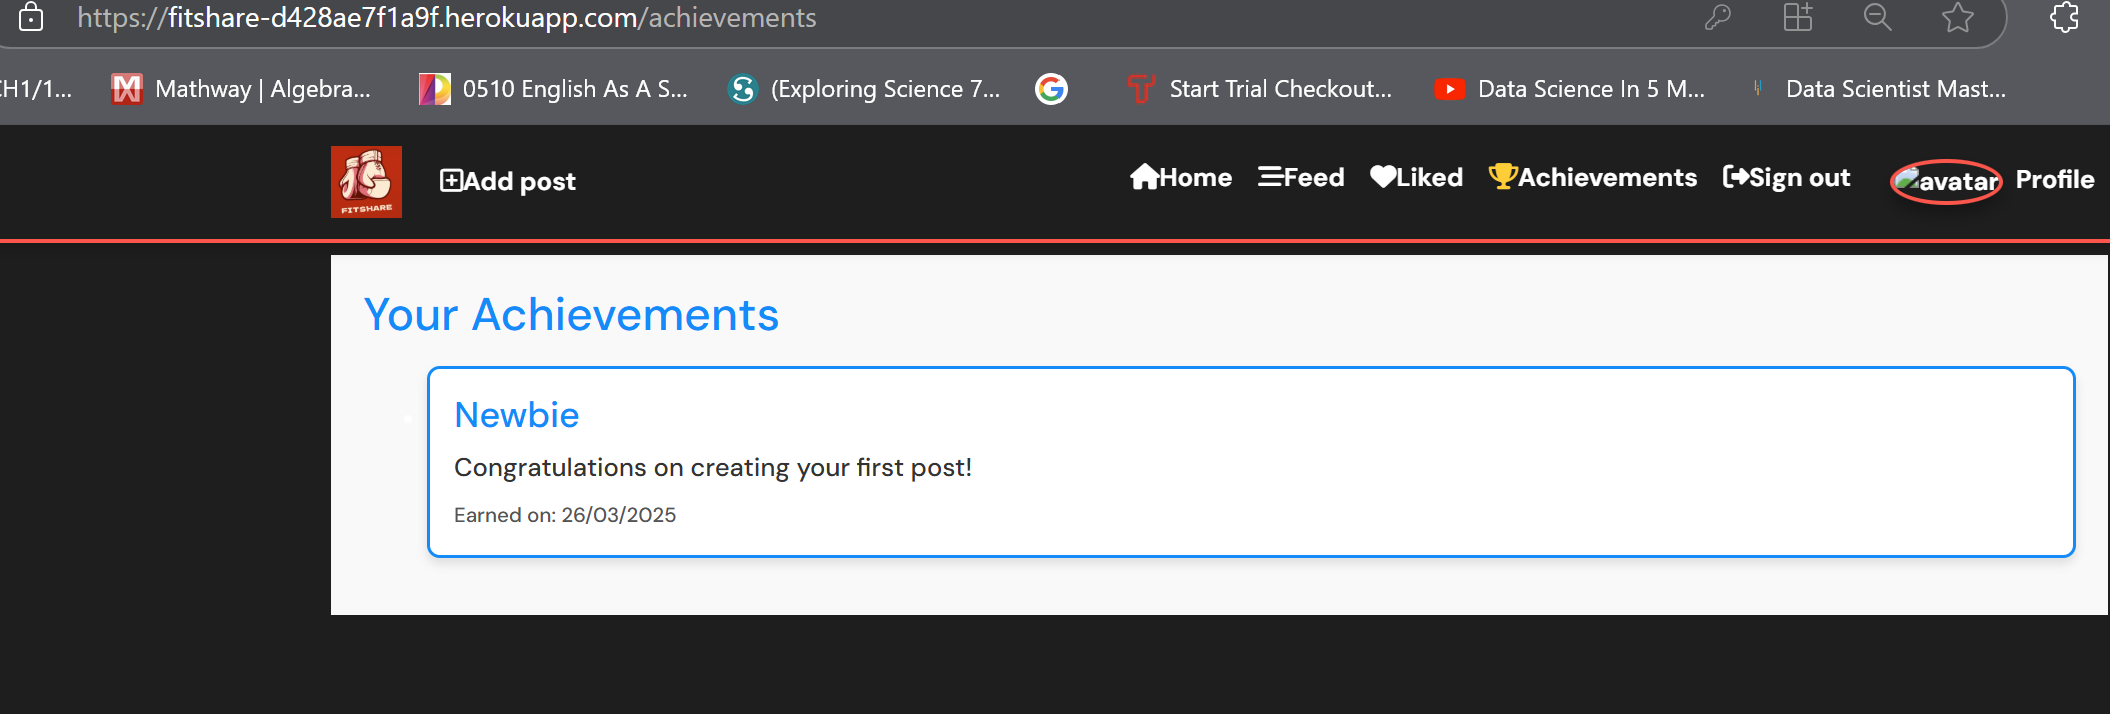 https://fitshare-d428ae7f1a9f.herokuapp.com/achievements
CH1/1... Mathway | Algebra... 0510 English As A S... (Exploring Science 7... Start Trial Checkout... Data Science In 5 M... Data Scientist Mast...
FITSHARE Add post Home Feed Liked Achievements Sign out avatar Profile
Your Achievements
Newbie
Congratulations on creating your first post!
Earned on: 26/03/2025